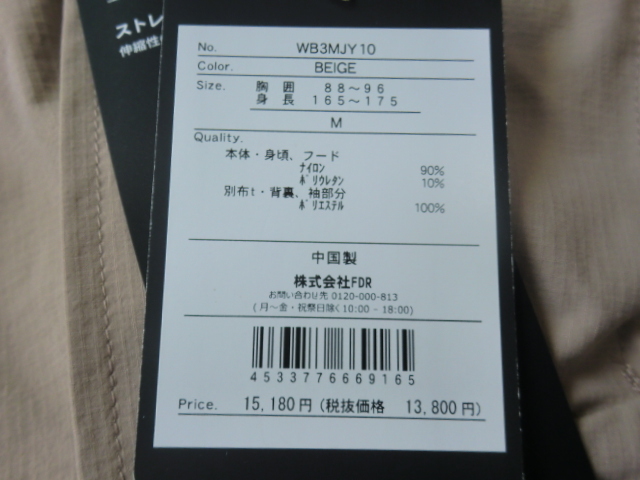 ストレ
伸縮性
No. WB3MJY10
Color. BEIGE
Size. 胸囲 88～96
身長 165～175
M
Quality.
本体・身頃、フード
ﾅｲﾛﾝ 90%
ﾎﾟﾘｳﾚﾀﾝ 10%
別布t・背裏、袖部分
ﾎﾟﾘｴｽﾃﾙ 100%
中国製
株式会社FDR
お問い合わせ先 0120-000-813
(月～金・祝祭日除く10:00 - 18:00)
4533776669165
Price. 15,180円 (税抜価格 13,800円)